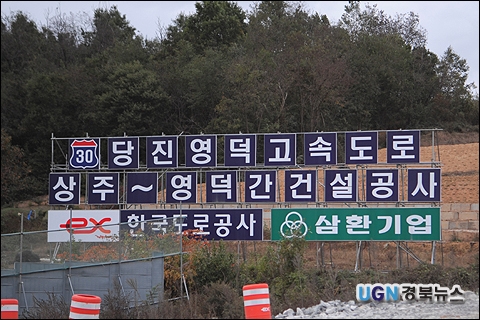 30 당진영덕고속도로
상주~영덕간건설공사
ex 한국도로공사 삼환기업
UGN경북뉴스